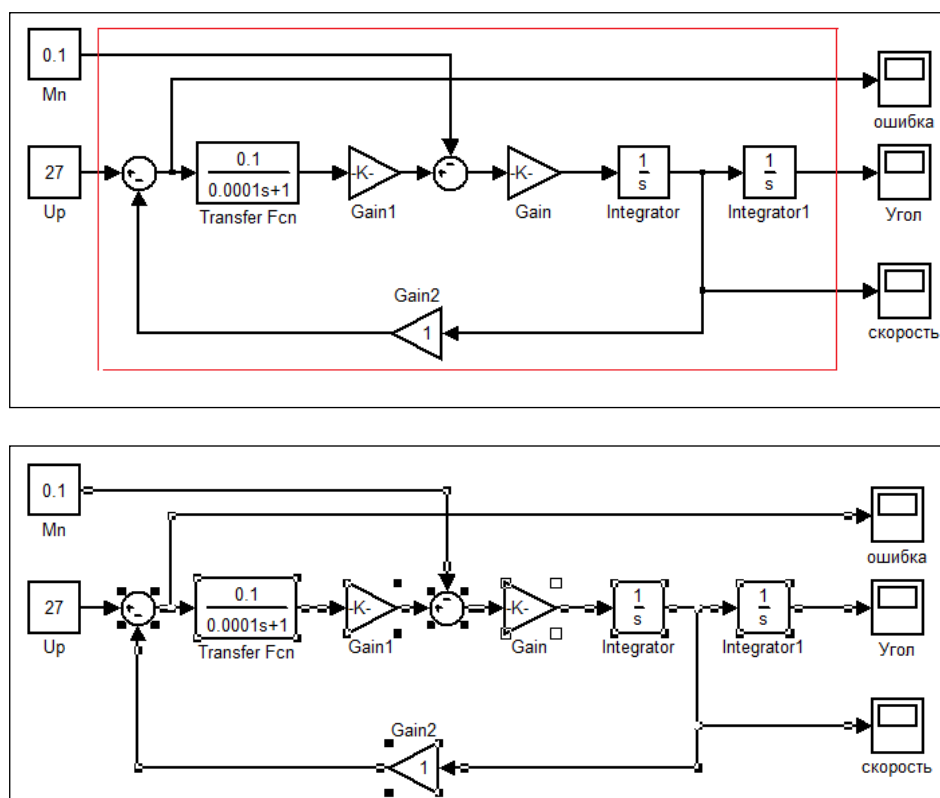 0.1
Мп
ошибка
27
Up
+-
0.1
0.0001s+1
Transfer Fcn
-K-
Gain1
+-
-K-
Gain
1
s
Integrator
1
s
Integrator1
Угол
Gain2
1
скорость
0.1
Мп
ошибка
27
Up
+-
0.1
0.0001s+1
Transfer Fcn
-K-
Gain1
+-
-K-
Gain
1
s
Integrator
1
s
Integrator1
Угол
Gain2
1
скорость